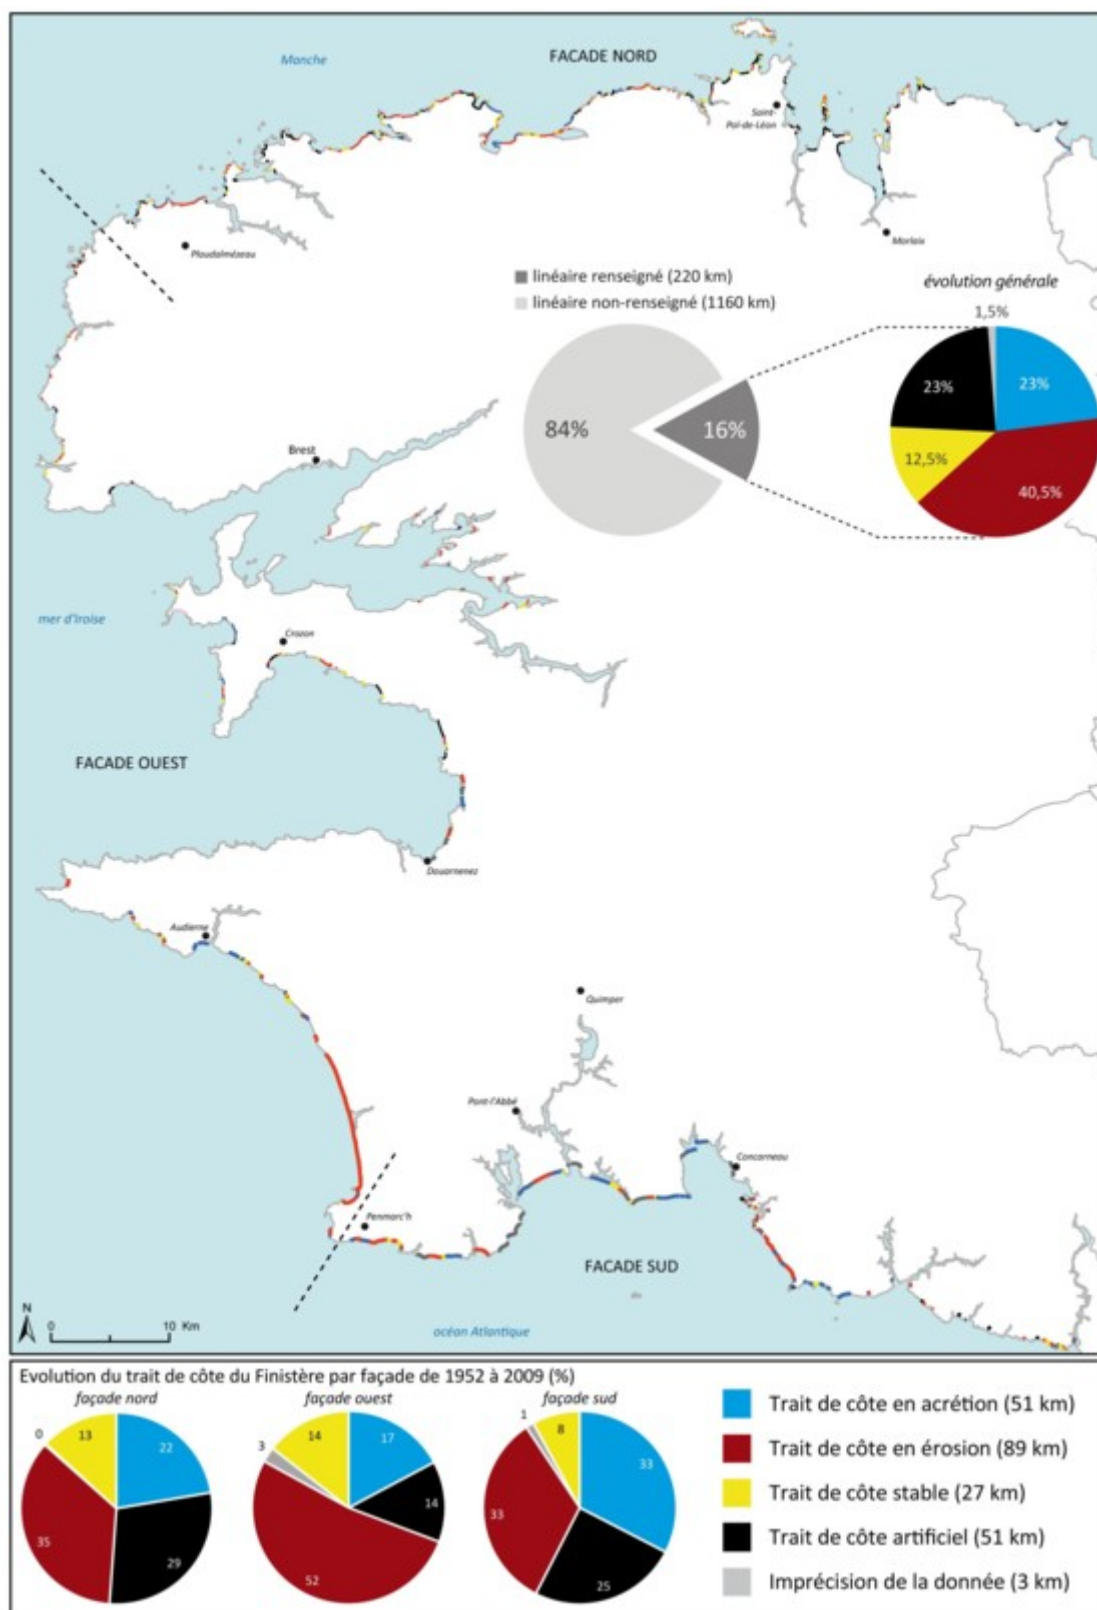 FACADE NORD
Manche
Saint-
Pol-de-Léon
Morlaix
Ploudalmézeau
linéaire renseigné (220 km)
linéaire non-renseigné (1160 km)
évolution générale
1,5%
23%
23%
84%
16%
12,5%
40,5%
Brest
mer d'Iroise
Crozon
FACADE OUEST
Douarnenez
Audierne
Quimper
Pont-l'Abbé
Concarneau
Penmarc'h
FACADE SUD
N
0 10 Km
océan Atlantique
Evolution du trait de côte du Finistère par façade de 1952 à 2009 (%)
façade nord
façade ouest
façade sud
0
13
22
35
29
3
14
17
14
52
1
8
33
33
25
Trait de côte en acrétion (51 km)
Trait de côte en érosion (89 km)
Trait de côte stable (27 km)
Trait de côte artificiel (51 km)
Imprécision de la donnée (3 km)